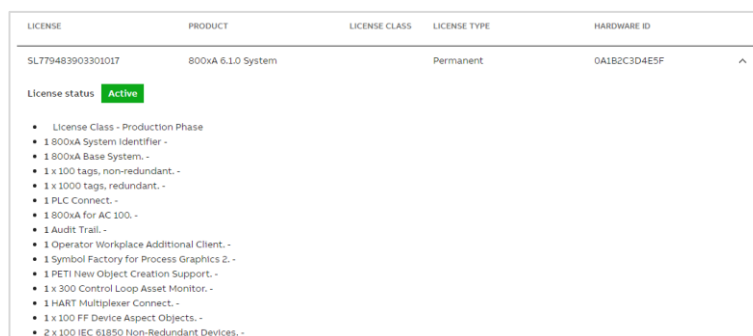 LICENSE PRODUCT LICENSE CLASS LICENSE TYPE HARDWARE ID
SL779483903301017 800xA 6.1.0 System Permanent 0A1B2C3D4E5F
License status Active
License Class - Production Phase
1 800xA System Identifier -
1 800xA Base System. -
1 x 100 tags, non-redundant. -
1 x 1000 tags, redundant. -
1 PLC Connect. -
1 800xA for AC 100. -
1 Audit Trail. -
1 Operator Workplace Additional Client. -
1 Symbol Factory for Process Graphics 2. -
1 PETI New Object Creation Support. -
1 x 300 Control Loop Asset Monitor. -
1 HART Multiplexer Connect. -
1 x 100 FF Device Aspect Objects. -
2 x 100 IEC 61850 Non-Redundant Devices. -